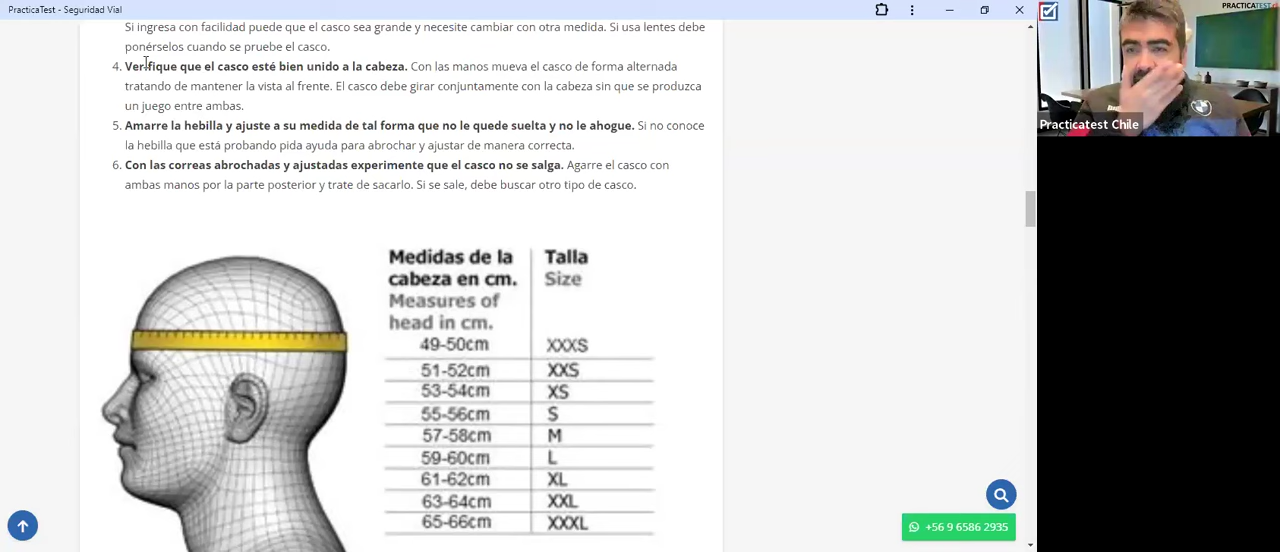 PracticaTest - Seguridad Vial
PRACTICATEST
Si ingresa con facilidad puede que el casco sea grande y necesite cambiar con otra medida. Si usa lentes debe
ponérselos cuando se pruebe el casco.
4. Verifique que el casco esté bien unido a la cabeza. Con las manos mueva el casco de forma alternada
tratando de mantener la vista al frente. El casco debe girar conjuntamente con la cabeza sin que se produzca
un juego entre ambas.
5. Amarre la hebilla y ajuste a su medida de tal forma que no le quede suelta y no le ahogue. Si no conoce
la hebilla que está probando pida ayuda para abrochar y ajustar de manera correcta.
6. Con las correas abrochadas y ajustadas experimente que el casco no se salga. Agarre el casco con
ambas manos por la parte posterior y trate de sacarlo. Si se sale, debe buscar otro tipo de casco.
Practicatest Chile
Medidas de la Talla
cabeza en cm. Size
Measures of
head in cm.
49-50cm XXXS
51-52cm XXS
53-54cm XS
55-56cm S
57-58cm M
59-60cm L
61-62cm XL
63-64cm XXL
65-66cm XXXL
+56 9 6586 2935